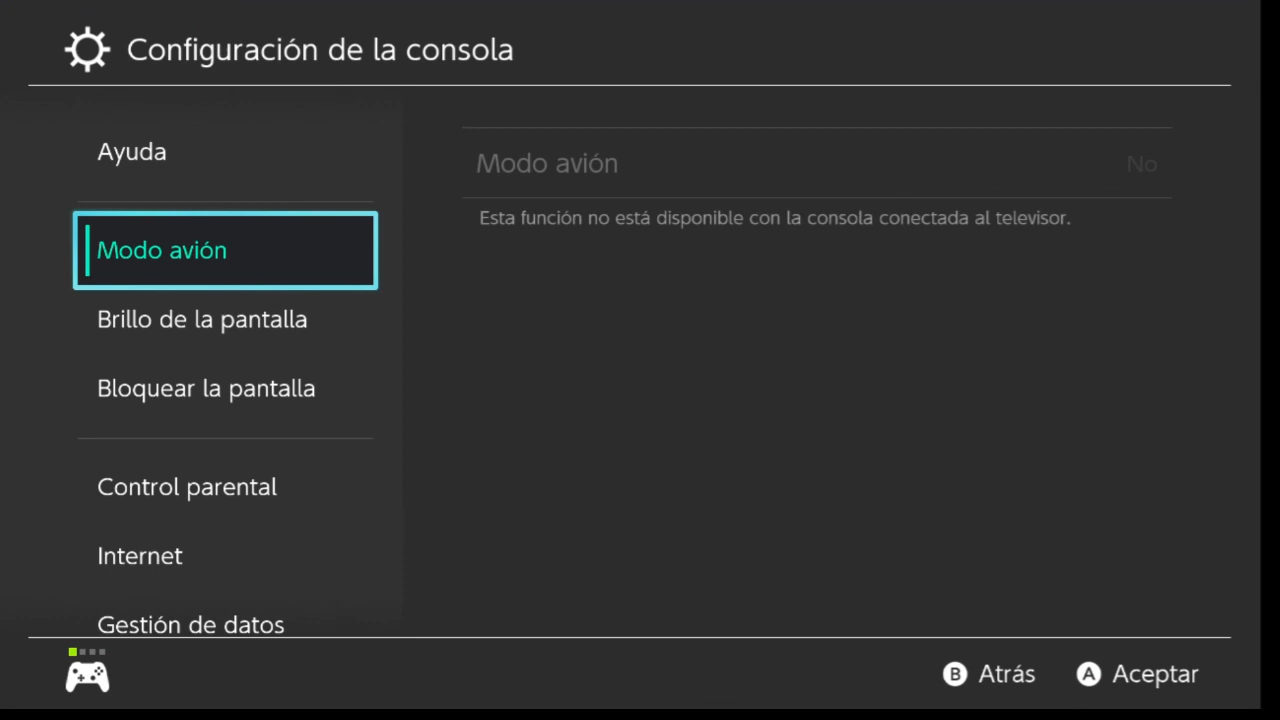 Configuración de la consola
Ayuda
Modo avión
Brillo de la pantalla
Bloquear la pantalla
Control parental
Internet
Gestión de datos
Modo avión No
Esta función no está disponible con la consola conectada al televisor.
B Atrás A Aceptar